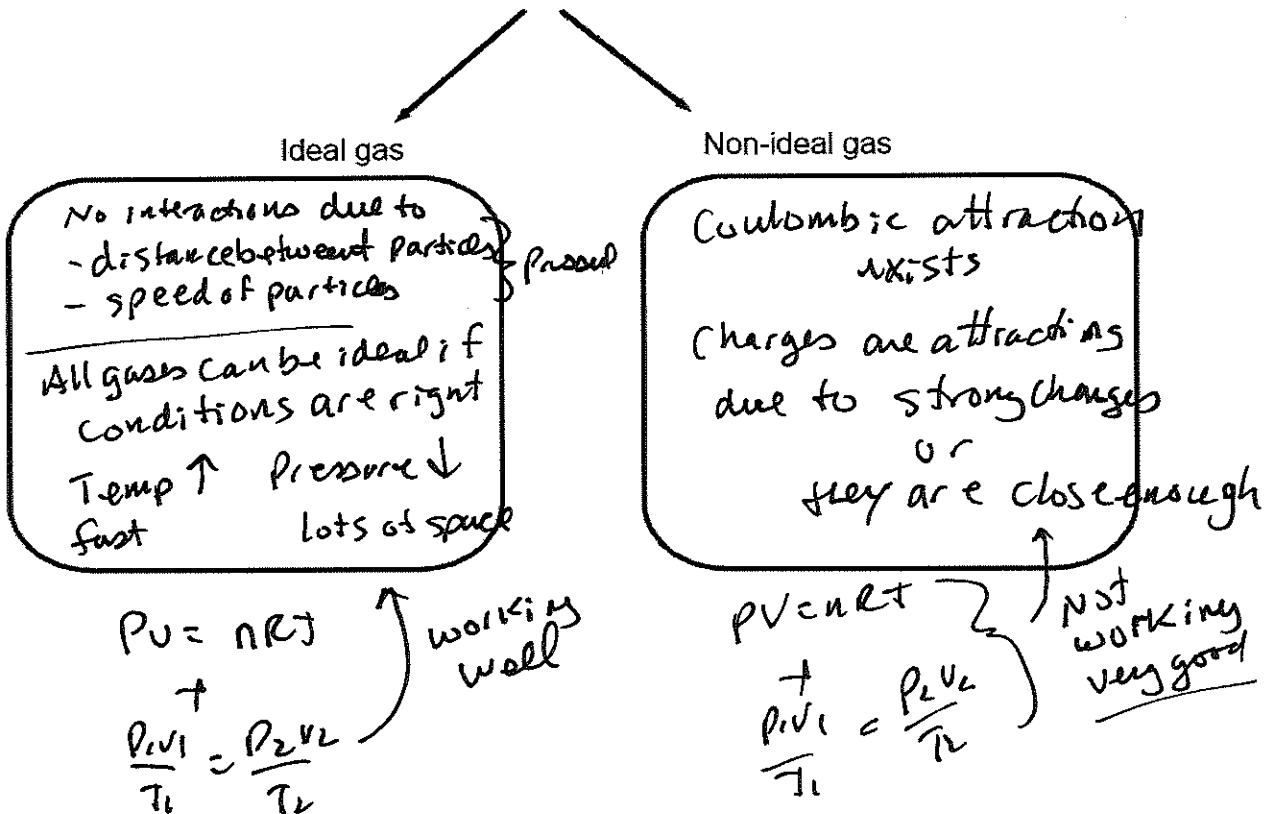 Ideal gas
No interactions due to
- distance between particles
- speed of particles
All gases can be ideal if
conditions are right
Temp ↑ Pressure ↓
fast lots of space
PV = nRT
+
P₁V₁/T₁ = P₂V₂/T₂
working
well
Non-ideal gas
Coulombic attraction
exists
Charges are attracting
due to strong charges
or
they are close enough
PV = nRT
+
P₁V₁/T₁ = P₂V₂/T₂
Not
working
very good